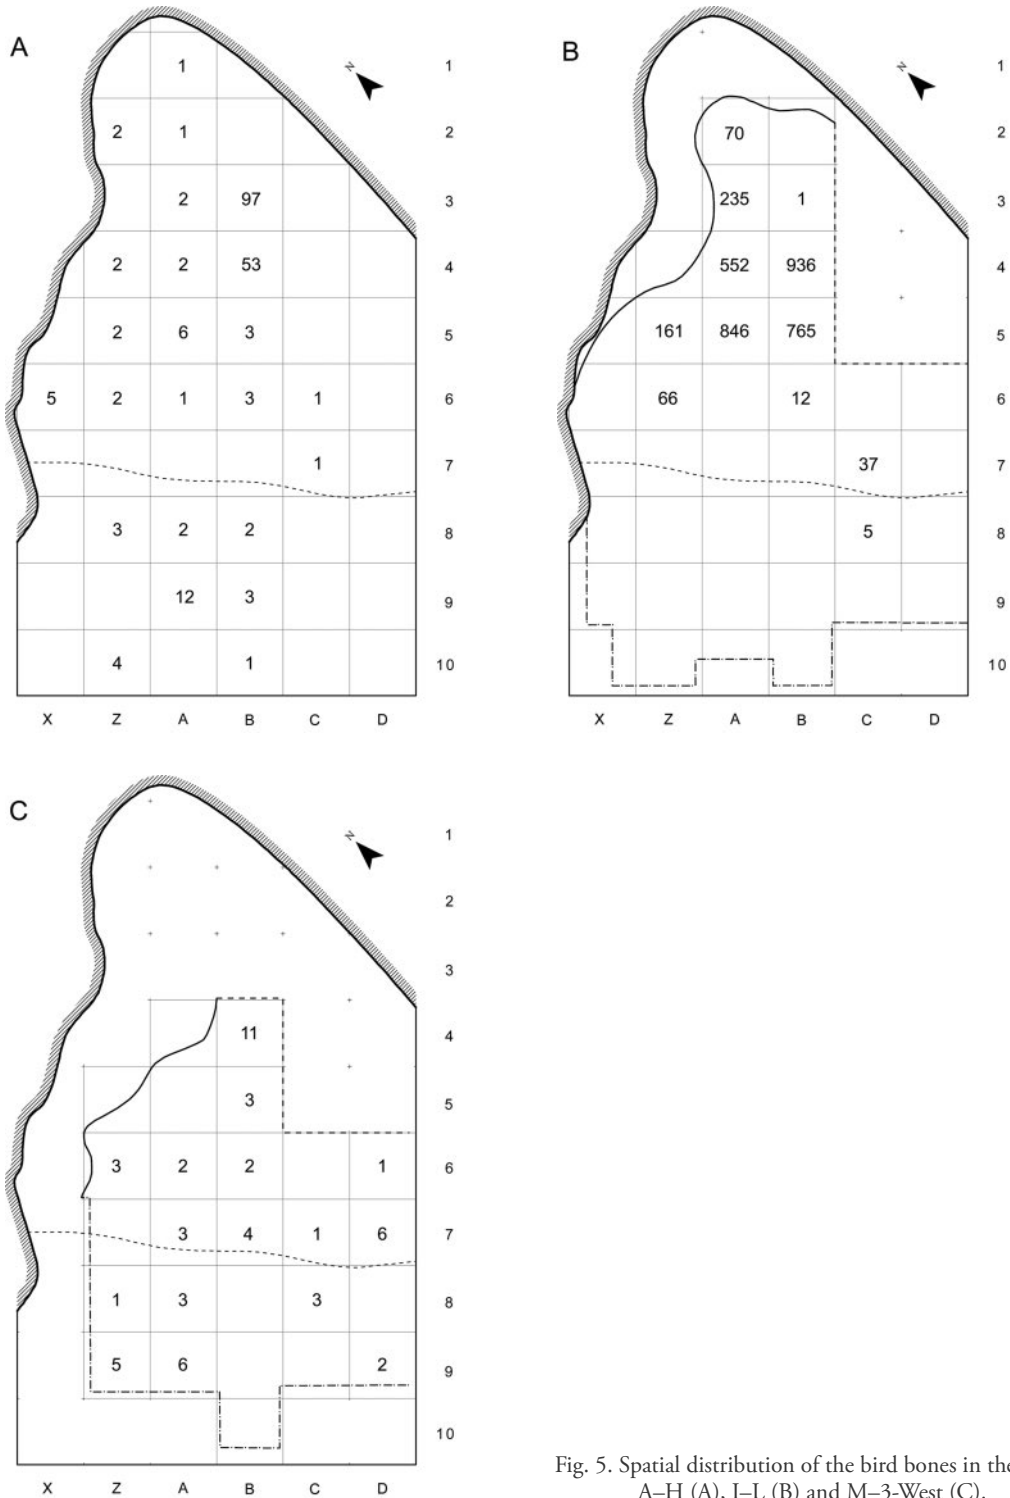 A
N
1 1
2 1 2
2 97 3
2 2 53 4
2 6 3 5
5 2 1 3 1 6
1 7
3 2 2 8
12 3 9
4 1 10
X Z A B C D
B
N
1
70 2
235 1 3
552 936 4
161 846 765 5
66 12 6
37 7
5 8
9
10
X Z A B C D
C
N
1
2
3
11 4
3 5
3 2 2 1 6
3 4 1 6 7
1 3 3 8
5 6 2 9
10
X Z A B C D
Fig. 5. Spatial distribution of the bird bones in the
A–H (A), I–L (B) and M–3-West (C).